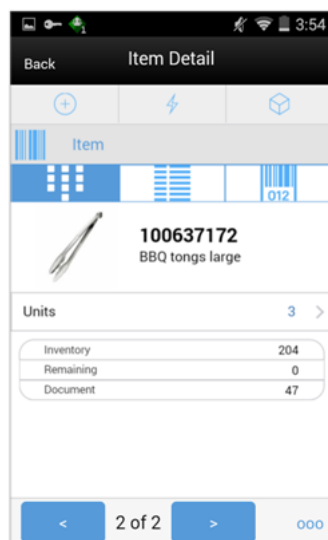 3:54
Back
Item Detail
Item
012
100637172
BBQ tongs large
Units 3 >
Inventory 204
Remaining 0
Document 47
< 2 of 2 > ooo